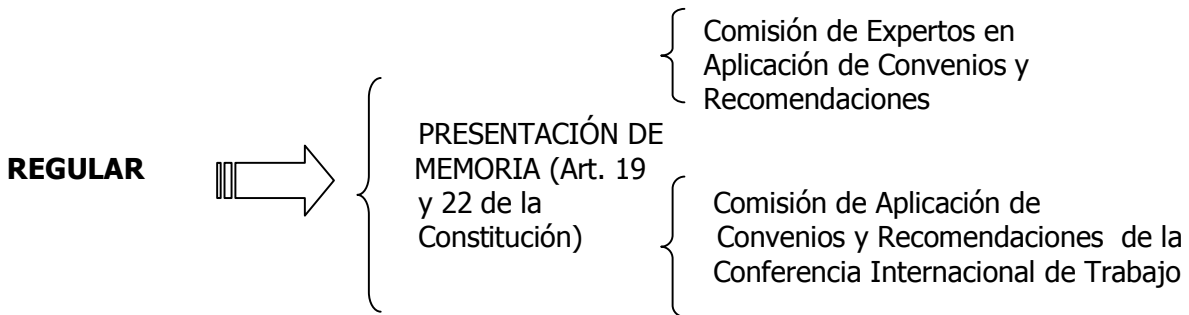 REGULAR
PRESENTACIÓN DE
MEMORIA (Art. 19
y 22 de la
Constitución)
Comisión de Expertos en
Aplicación de Convenios y
Recomendaciones
Comisión de Aplicación de
Convenios y Recomendaciones de la
Conferencia Internacional de Trabajo